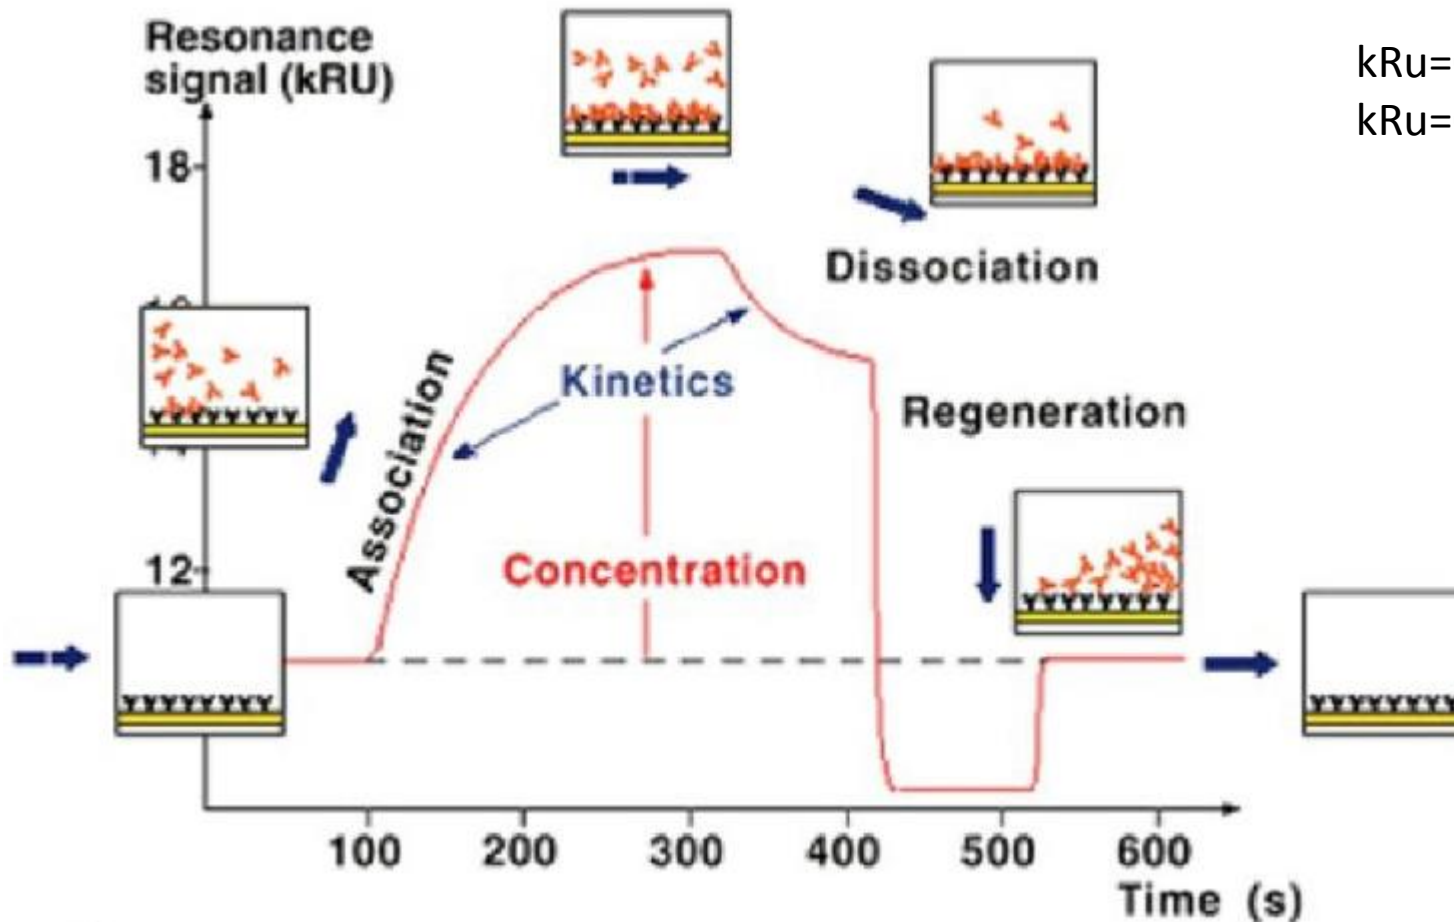 Resonance
signal (kRU)
kRu=
kRu=
18
Dissociation
Kinetics
Association
Regeneration
Concentration
12
100 200 300 400 500 600
Time (s)